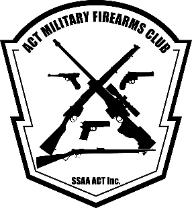 ACT MILITARY FIREARMS CLUB
SSAA ACT Inc.